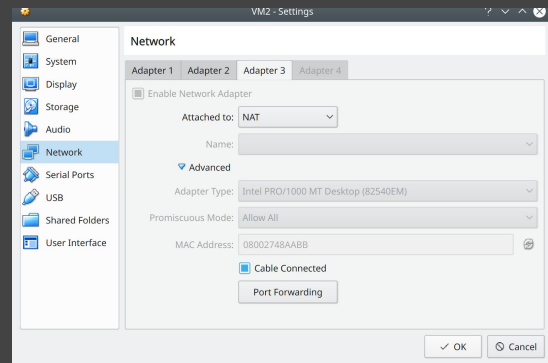 VM2 - Settings
General
System
Display
Storage
Audio
Network
Serial Ports
USB
Shared Folders
User Interface
Network
Adapter 1 Adapter 2 Adapter 3 Adapter 4
Enable Network Adapter
Attached to: NAT
Name:
Advanced
Adapter Type: Intel PRO/1000 MT Desktop (82540EM)
Promiscuous Mode: Allow All
MAC Address: 08002748AABB
Cable Connected
Port Forwarding
OK Cancel